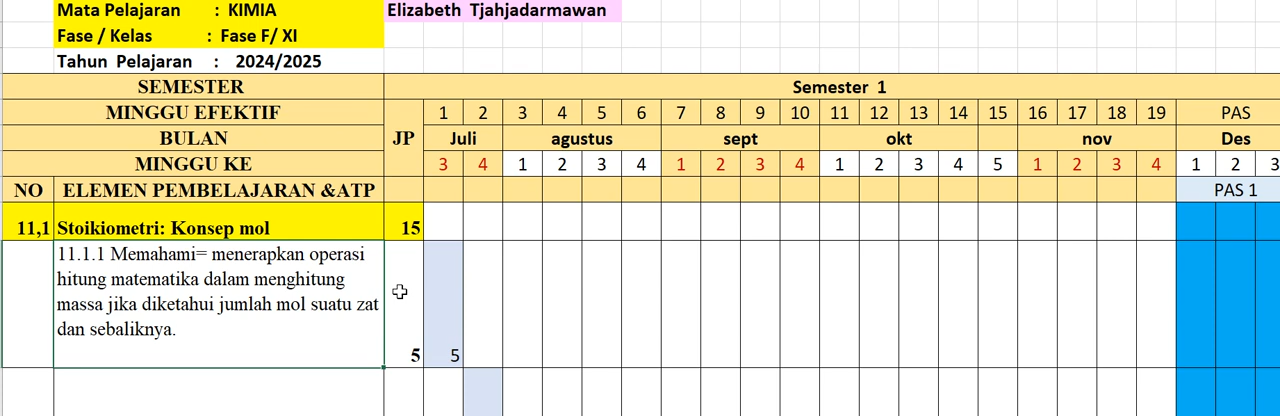 Mata Pelajaran : KIMIA Elizabeth Tjahjadarmawan
Fase / Kelas : Fase F/ XI
Tahun Pelajaran : 2024/2025
SEMESTER Semester 1
MINGGU EFEKTIF 1 2 3 4 5 6 7 8 9 10 11 12 13 14 15 16 17 18 19 PAS
BULAN JP Juli agustus sept okt nov Des
MINGGU KE 3 4 1 2 3 4 1 2 3 4 1 2 3 4 5 1 2 3 4 1 2 3
NO ELEMEN PEMBELAJARAN &ATP PAS 1
11,1 Stoikiometri: Konsep mol 15
11.1.1 Memahami= menerapkan operasi
hitung matematika dalam menghitung
massa jika diketahui jumlah mol suatu zat
dan sebaliknya.
5 5